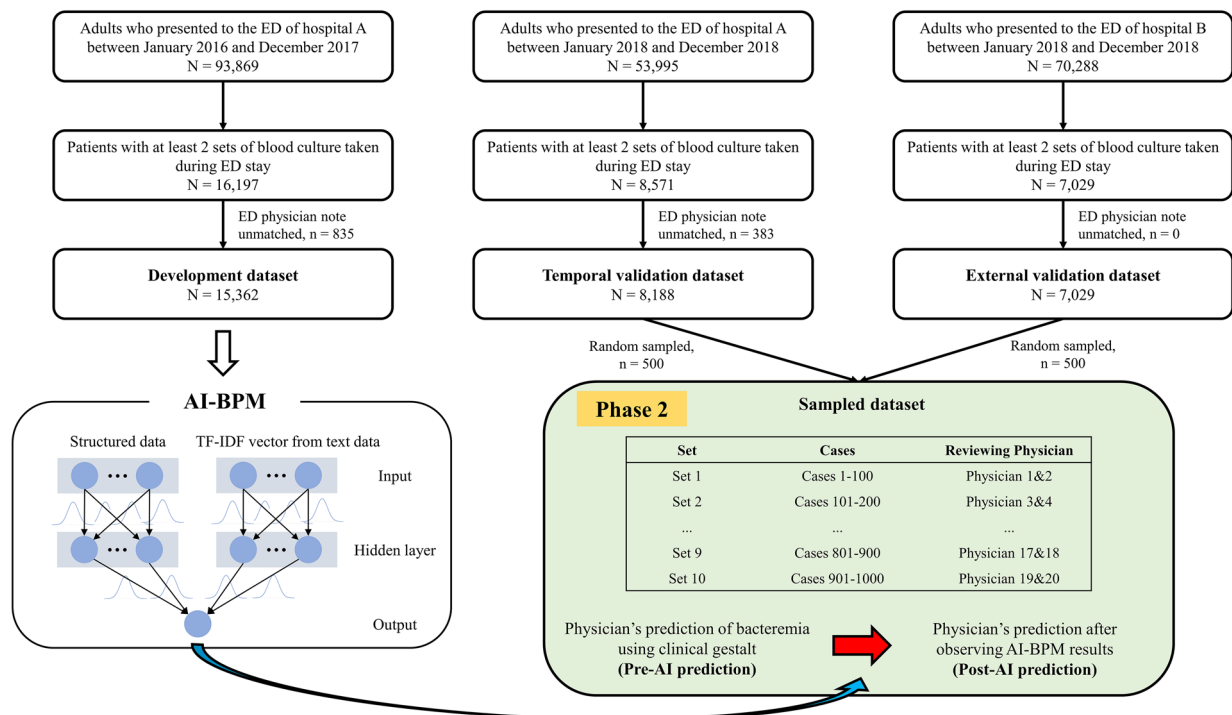 Adults who presented to the ED of hospital A
between January 2016 and December 2017
N = 93,869
Adults who presented to the ED of hospital A
between January 2018 and December 2018
N = 53,995
Adults who presented to the ED of hospital B
between January 2018 and December 2018
N = 70,288
Patients with at least 2 sets of blood culture taken
during ED stay
N = 16,197
Patients with at least 2 sets of blood culture taken
during ED stay
N = 8,571
Patients with at least 2 sets of blood culture taken
during ED stay
N = 7,029
ED physician note
unmatched, n = 835
ED physician note
unmatched, n = 383
ED physician note
unmatched, n = 0
Development dataset
N = 15,362
Temporal validation dataset
N = 8,188
External validation dataset
N = 7,029
Random sampled,
n = 500
Random sampled,
n = 500
AI-BPM
Structured data
TF-IDF vector from text data
Input
Hidden layer
Output
Phase 2
Sampled dataset
Set Cases Reviewing Physician
Set 1 Cases 1-100 Physician 1&2
Set 2 Cases 101-200 Physician 3&4
... ... ...
Set 9 Cases 801-900 Physician 17&18
Set 10 Cases 901-1000 Physician 19&20
Physician's prediction of bacteremia
using clinical gestalt
(Pre-AI prediction)
Physician's prediction after
observing AI-BPM results
(Post-AI prediction)